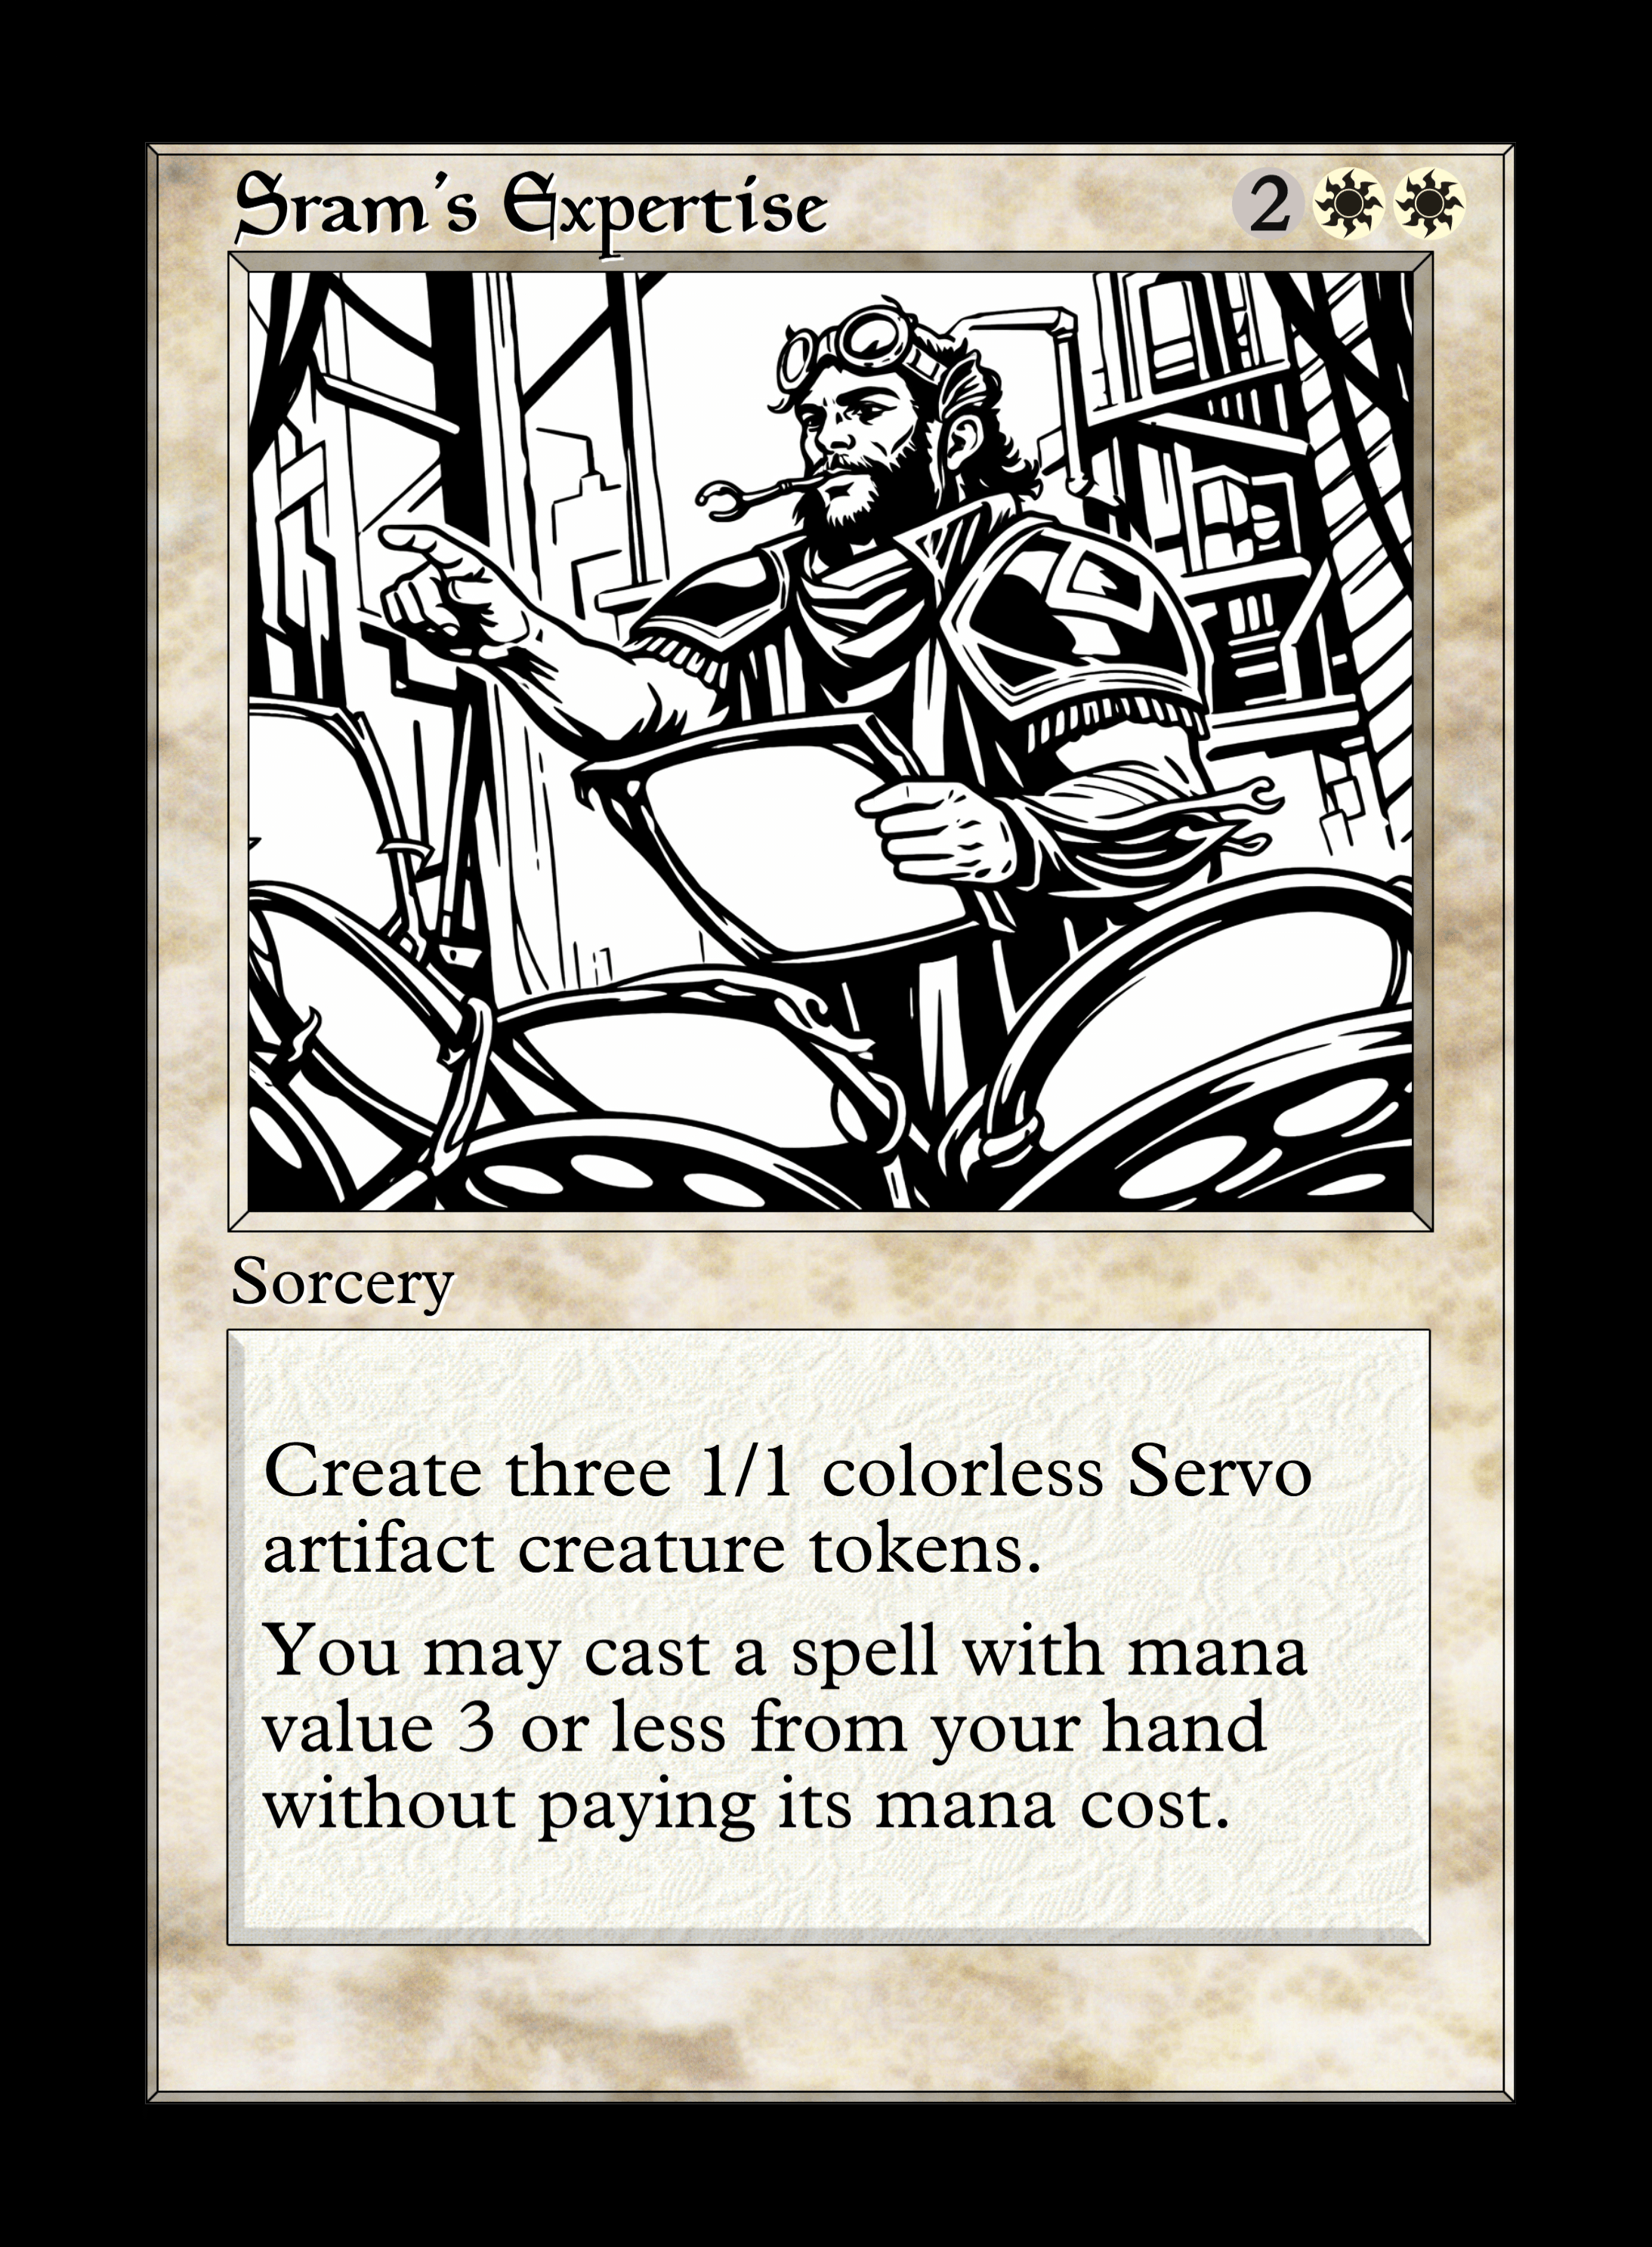 Sram's Expertise 2
Sorcery
Create three 1/1 colorless Servo
artifact creature tokens.
You may cast a spell with mana
value 3 or less from your hand
without paying its mana cost.